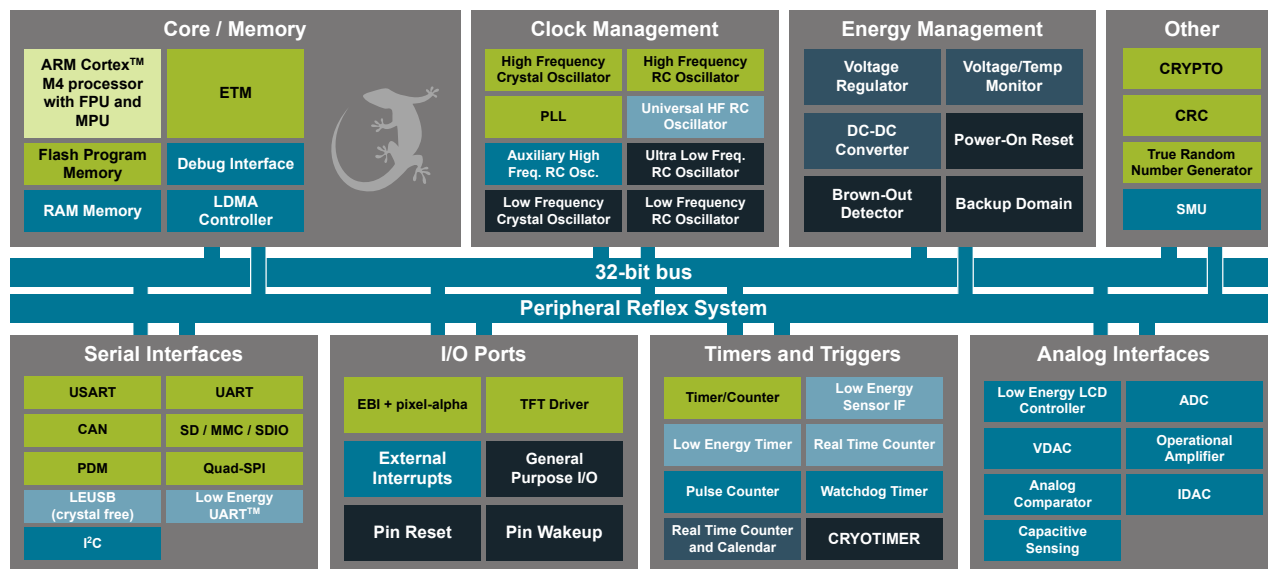 Core / Memory
ARM Cortex™
M4 processor
with FPU and
MPU
ETM
Flash Program
Memory
Debug Interface
RAM Memory
LDMA
Controller
Clock Management
High Frequency
Crystal Oscillator
High Frequency
RC Oscillator
PLL
Universal HF RC
Oscillator
Auxiliary High
Freq. RC Osc.
Ultra Low Freq.
RC Oscillator
Low Frequency
Crystal Oscillator
Low Frequency
RC Oscillator
Energy Management
Voltage
Regulator
Voltage/Temp
Monitor
DC-DC
Converter
Power-On Reset
Brown-Out
Detector
Backup Domain
Other
CRYPTO
CRC
True Random
Number Generator
SMU
32-bit bus
Peripheral Reflex System
Serial Interfaces
USART
UART
CAN
SD / MMC / SDIO
PDM
Quad-SPI
LEUSB
(crystal free)
Low Energy
UART™
I²C
I/O Ports
EBI + pixel-alpha
TFT Driver
External
Interrupts
General
Purpose I/O
Pin Reset
Pin Wakeup
Timers and Triggers
Timer/Counter
Low Energy
Sensor IF
Low Energy Timer
Real Time Counter
Pulse Counter
Watchdog Timer
Real Time Counter
and Calendar
CRYOTIMER
Analog Interfaces
Low Energy LCD
Controller
ADC
VDAC
Operational
Amplifier
Analog
Comparator
IDAC
Capacitive
Sensing